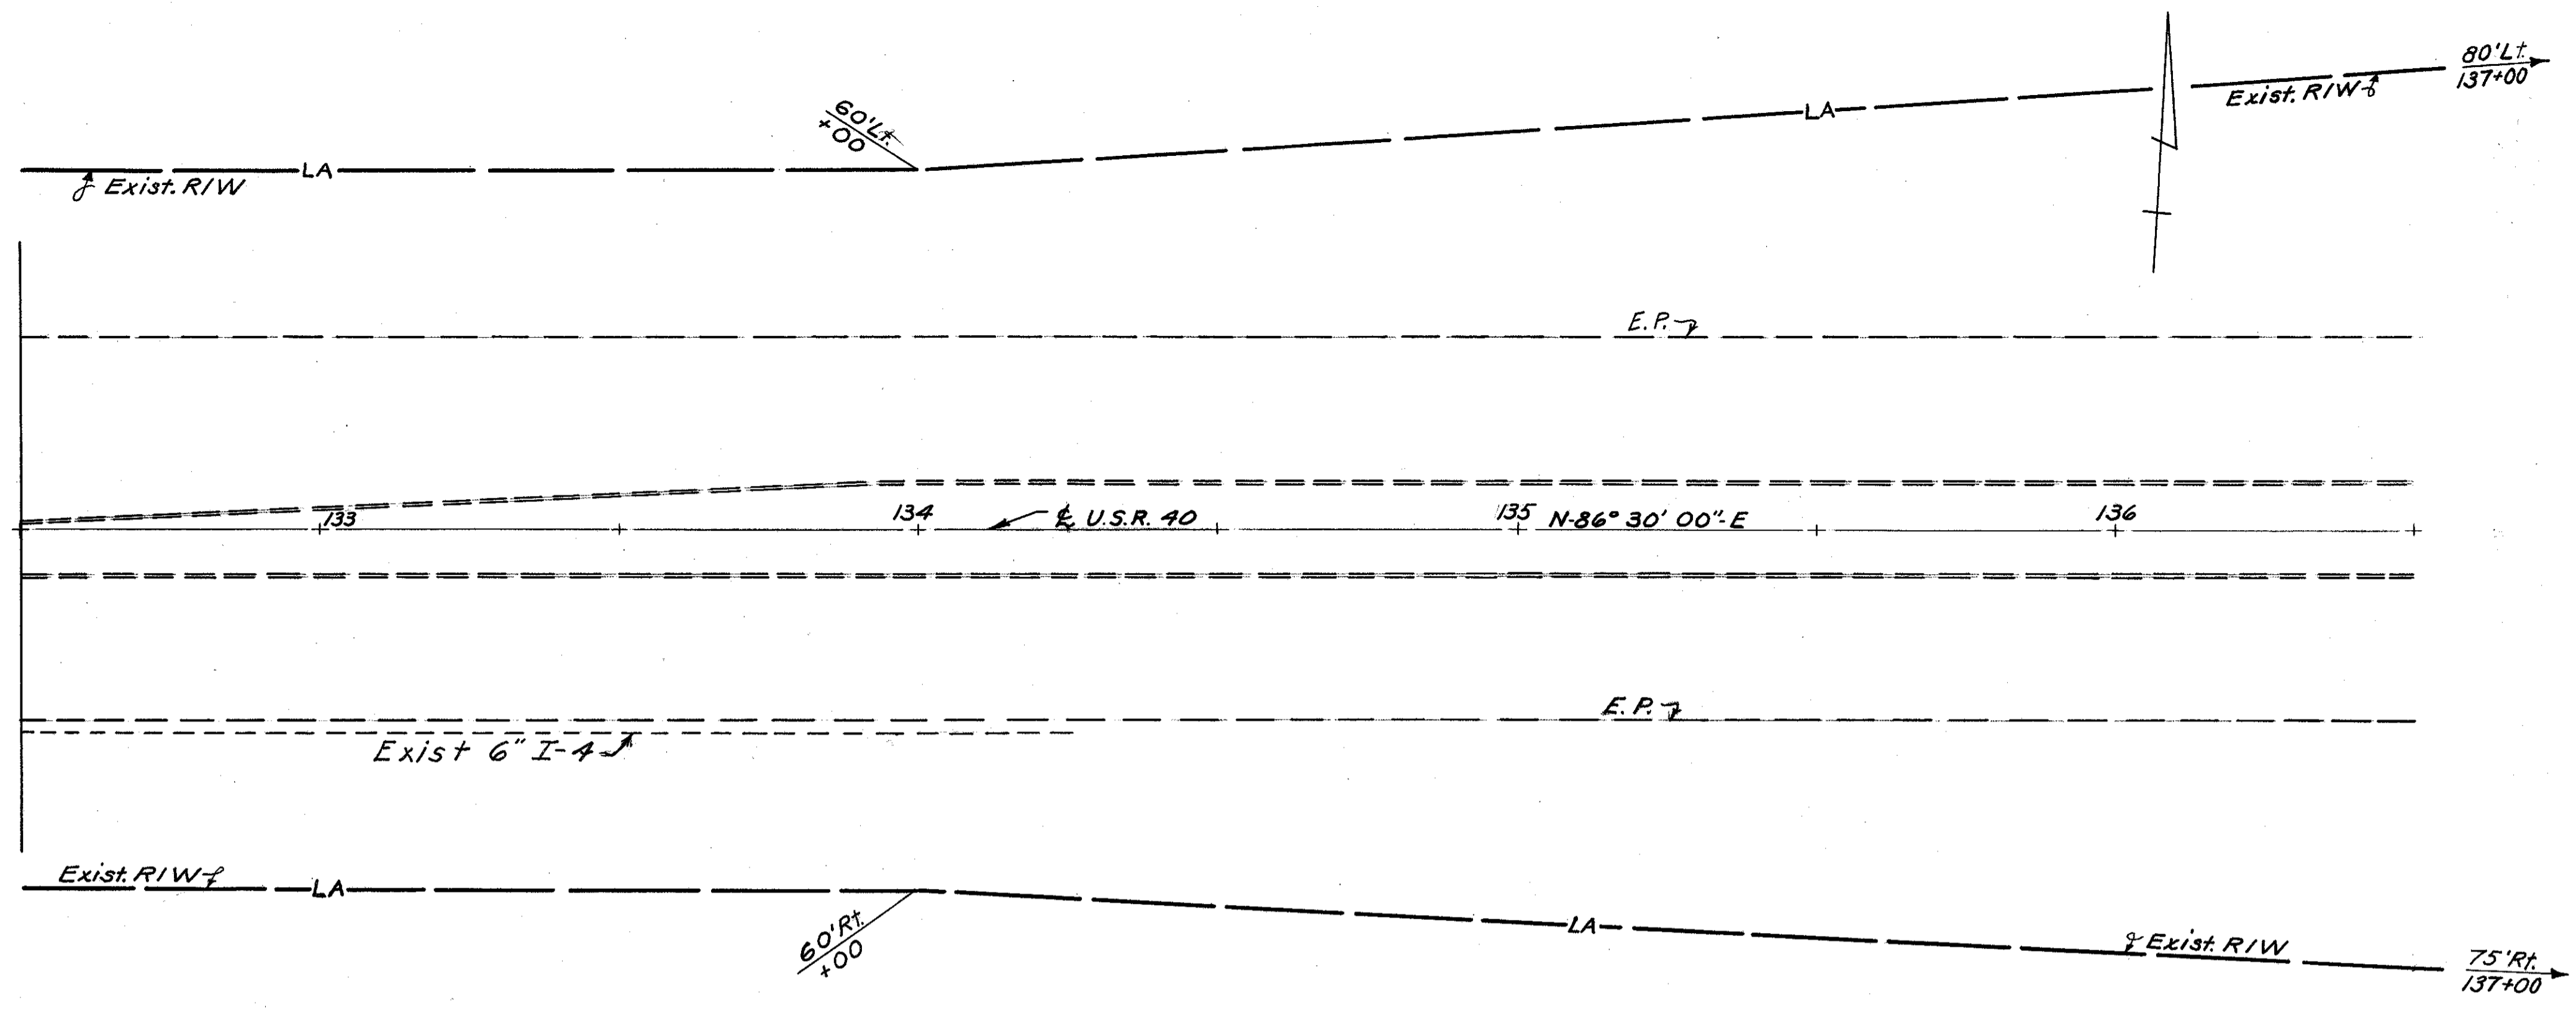 80'Lt.
137+00
Exist. R/W
LA
60'Lt.
+00
LA
Exist. R/W
E.P.
133
134
℄ U.S.R. 40
135
N-86° 30' 00"-E
136
E.P.
Exist 6" I-4
Exist. R/W
LA
60'Rt.
+00
LA
Exist. R/W
75'Rt.
137+00